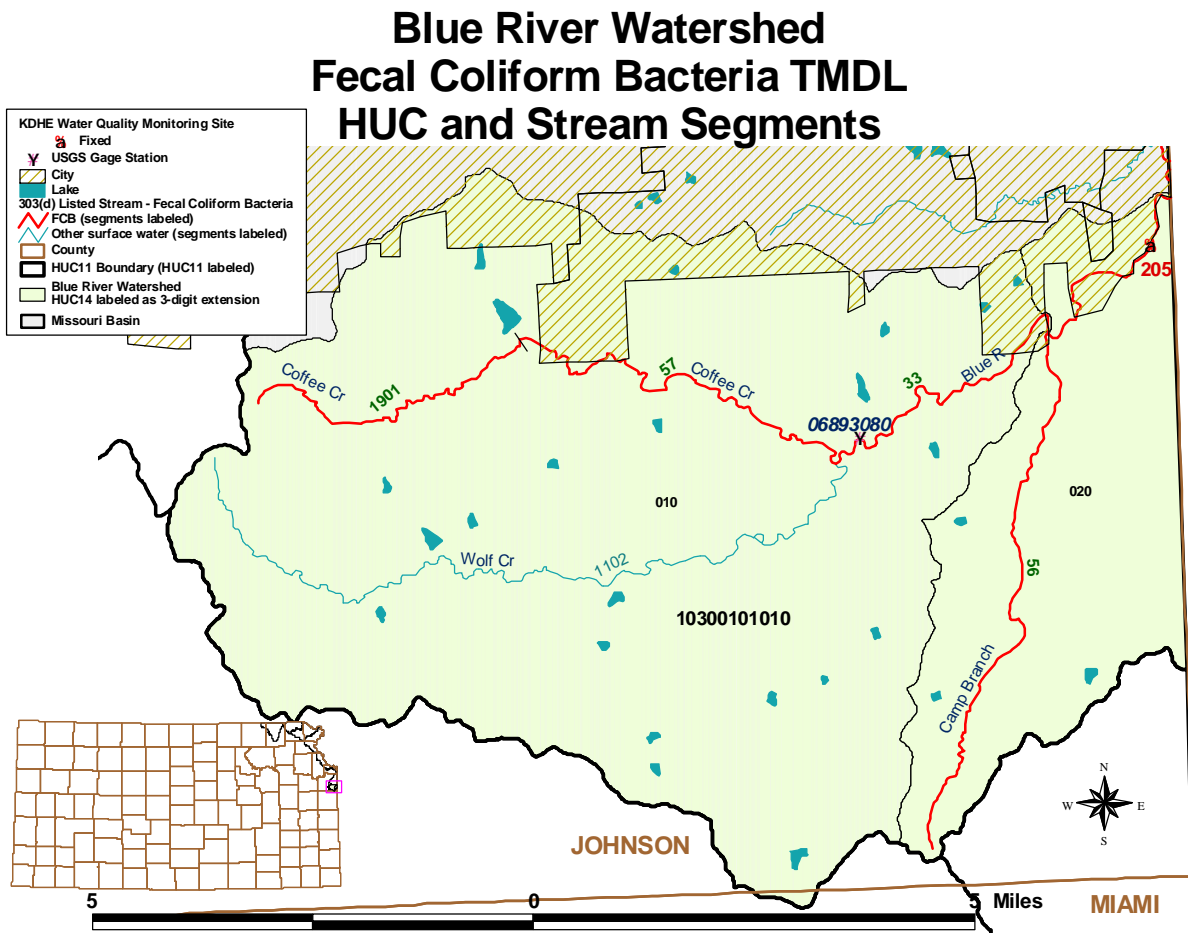 Blue River Watershed
Fecal Coliform Bacteria TMDL
HUC and Stream Segments
KDHE Water Quality Monitoring Site
Fixed
USGS Gage Station
City
Lake
303(d) Listed Stream - Fecal Coliform Bacteria
FCB (segments labeled)
Other surface water (segments labeled)
County
HUC11 Boundary (HUC11 labeled)
Blue River Watershed
HUC14 labeled as 3-digit extension
Missouri Basin
205
Coffee Cr
1901
57
Coffee Cr
33
Blue R
06893080
010
020
Wolf Cr
1102
56
10300101010
Camp Branch
N
W
E
S
JOHNSON
MIAMI
5
0
5
Miles